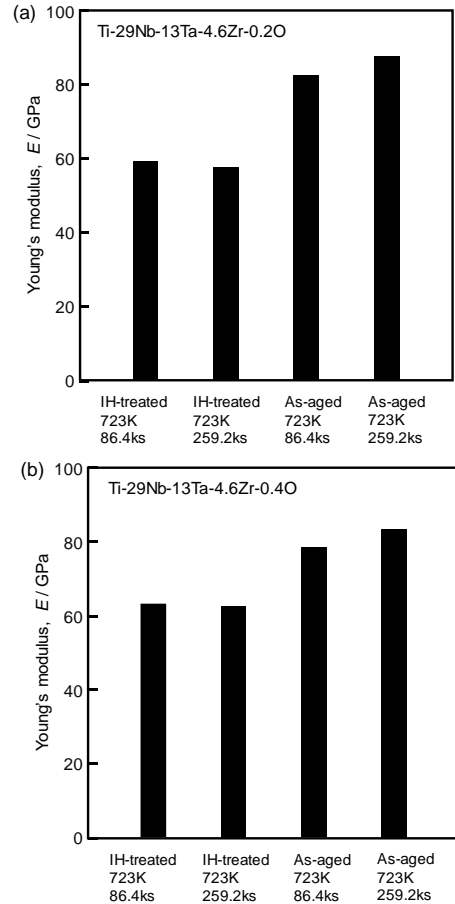 (a)
Ti-29Nb-13Ta-4.6Zr-0.2O
Young's modulus, E / GPa
100
80
60
40
20
0
IH-treated
723K
86.4ks
IH-treated
723K
259.2ks
As-aged
723K
86.4ks
As-aged
723K
259.2ks
(b)
Ti-29Nb-13Ta-4.6Zr-0.4O
Young's modulus, E / GPa
100
80
60
40
20
0
IH-treated
723K
86.4ks
IH-treated
723K
259.2ks
As-aged
723K
86.4ks
As-aged
723K
259.2ks